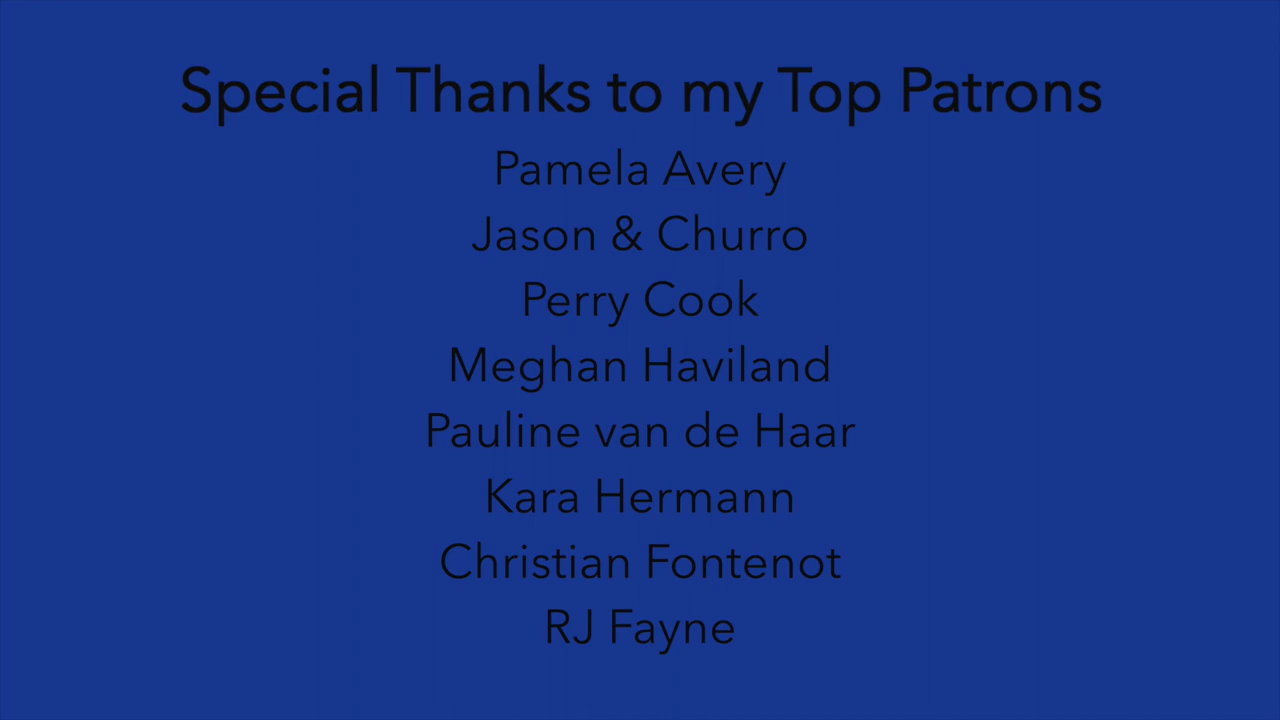 Special Thanks to my Top Patrons
Pamela Avery
Jason & Churro
Perry Cook
Meghan Haviland
Pauline van de Haar
Kara Hermann
Christian Fontenot
RJ Fayne